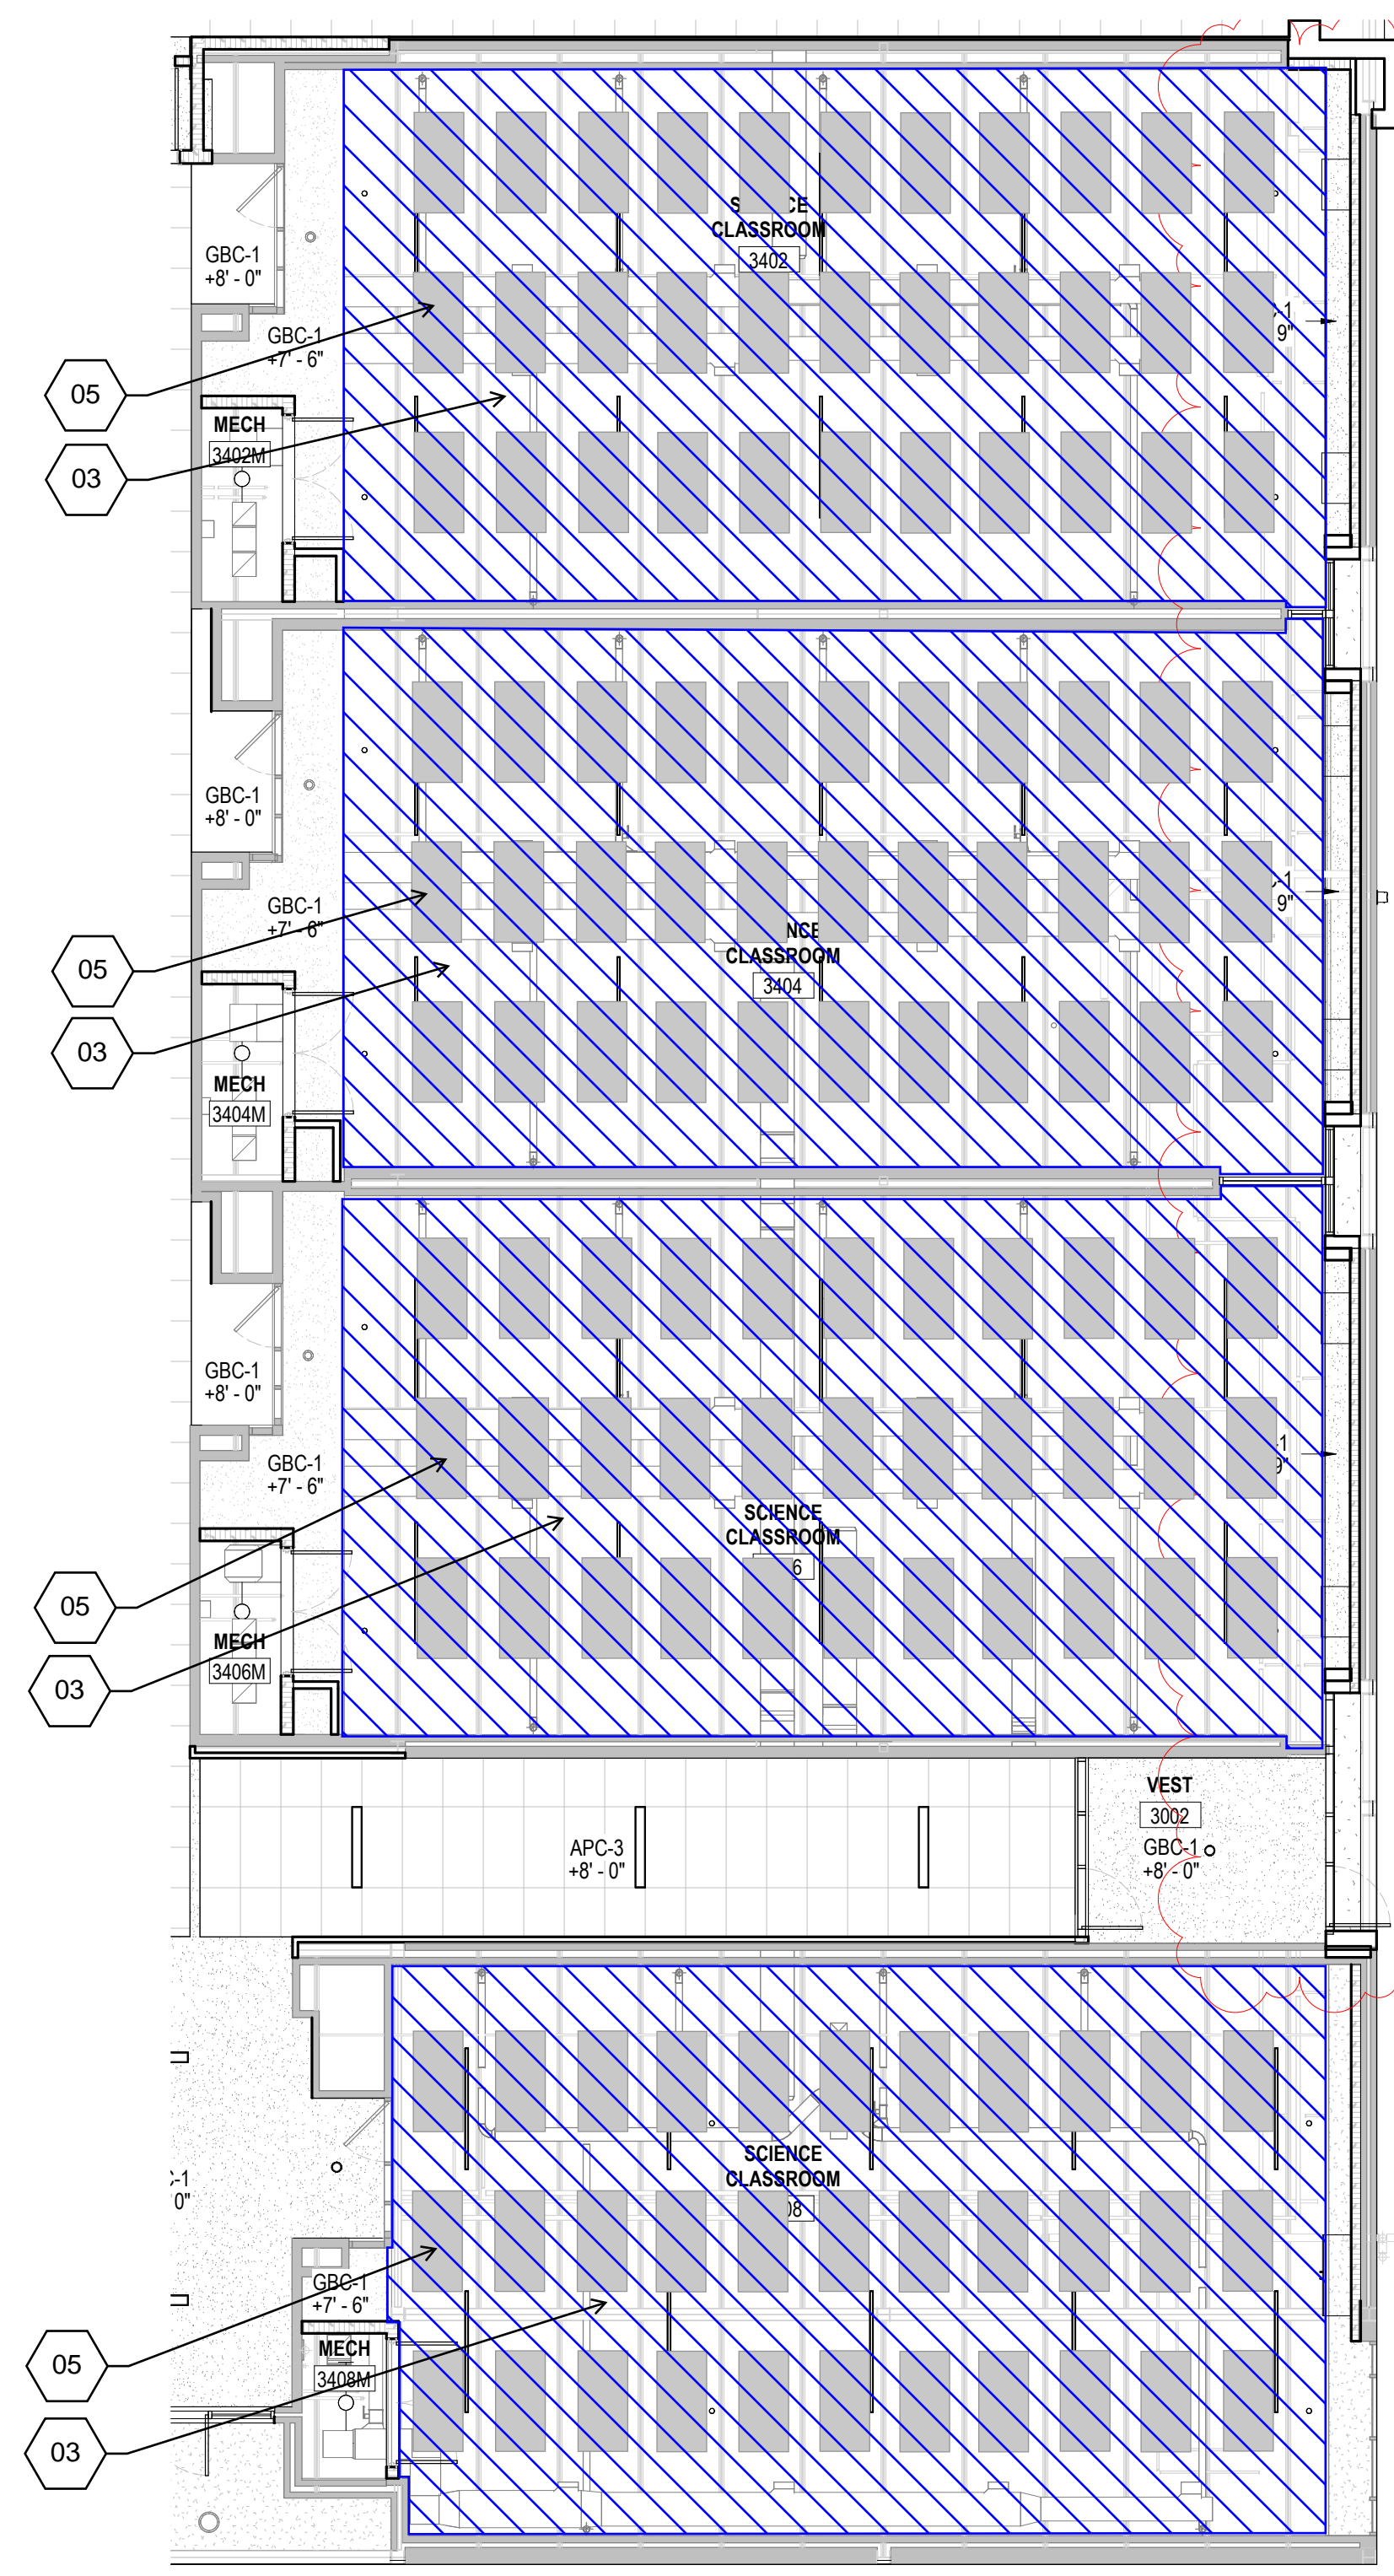 CLASSROOM
3402
GBC-1
+8' - 0"
GBC-1
+7' - 6"
9"
05
MECH
3402M
03
GBC-1
+8' - 0"
GBC-1
+7' - 6"
9"
CLASSROOM
3404
05
03
MECH
3404M
GBC-1
+8' - 0"
GBC-1
+7' - 6"
9"
SCIENCE
CLASSROOM
05
MECH
3406M
03
VEST
3002
GBC-1
+8' - 0"
APC-3
+8' - 0"
SCIENCE
CLASSROOM
GBC-1
+7' - 6"
MECH
3408M
05
03